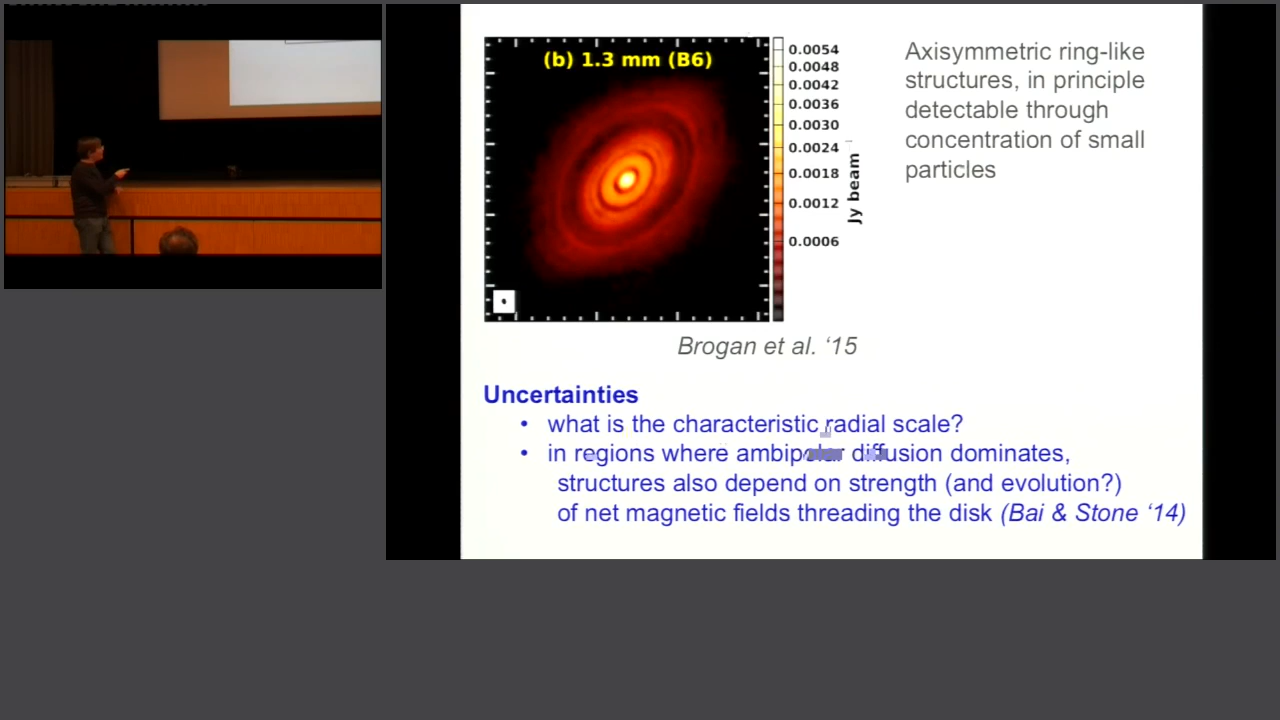 (b) 1.3 mm (B6)
0.0054
0.0048
0.0042
0.0036
0.0030
0.0024
0.0018
0.0012
0.0006
Jy beam
Axisymmetric ring-like
structures, in principle
detectable through
concentration of small
particles
Brogan et al. ‘15
Uncertainties
• what is the characteristic radial scale?
• in regions where ambipolar diffusion dominates,
structures also depend on strength (and evolution?)
of net magnetic fields threading the disk (Bai & Stone ‘14)